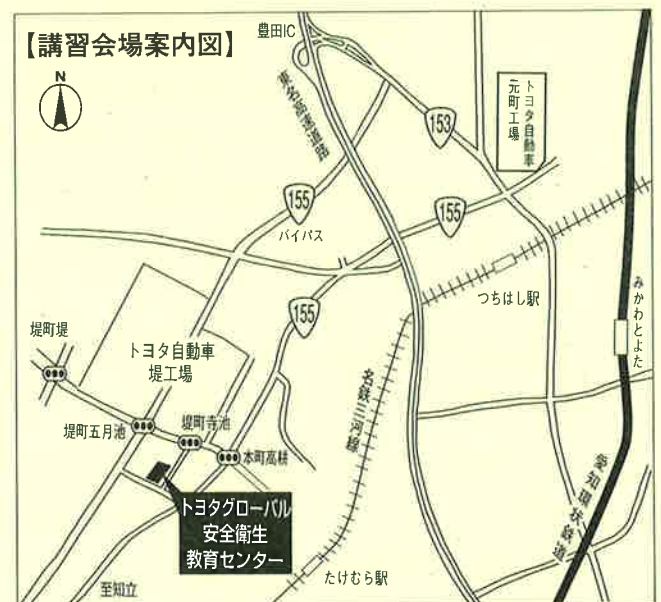 【講習会場案内図】
豊田IC
N
東名高速道路
153
トヨタ自動車
元町工場
155
バイパス
155
つちはし駅
みかわとよた
155
堤町堤
トヨタ自動車
堤工場
名鉄三河線
堤町五月池
堤町寺池
本町高耕
愛知環状鉄道
トヨタグローバル
安全衛生
教育センター
たけむら駅
至知立